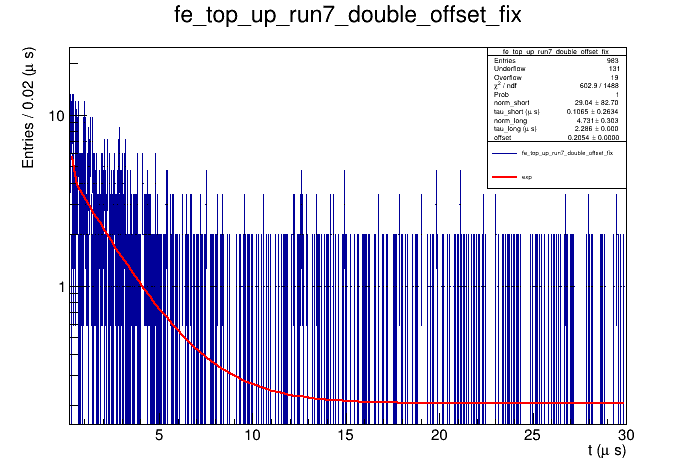 fe_top_up_run7_double_offset_fix
Entries / 0.02 (μ s)
10
1
fe_top_up_run7_double_offset_fix
Entries 983
Underflow 131
Overflow 19
χ² / ndf 602.9 / 1488
Prob 1
norm_short 29.04 ± 82.70
tau_short (μ s) 0.1065 ± 0.2634
norm_long 4.731 ± 0.303
tau_long (μ s) 2.286 ± 0.000
offset 0.2054 ± 0.0000
fe_top_up_run7_double_offset_fix
exp
5 10 15 20 25 30
t (μ s)